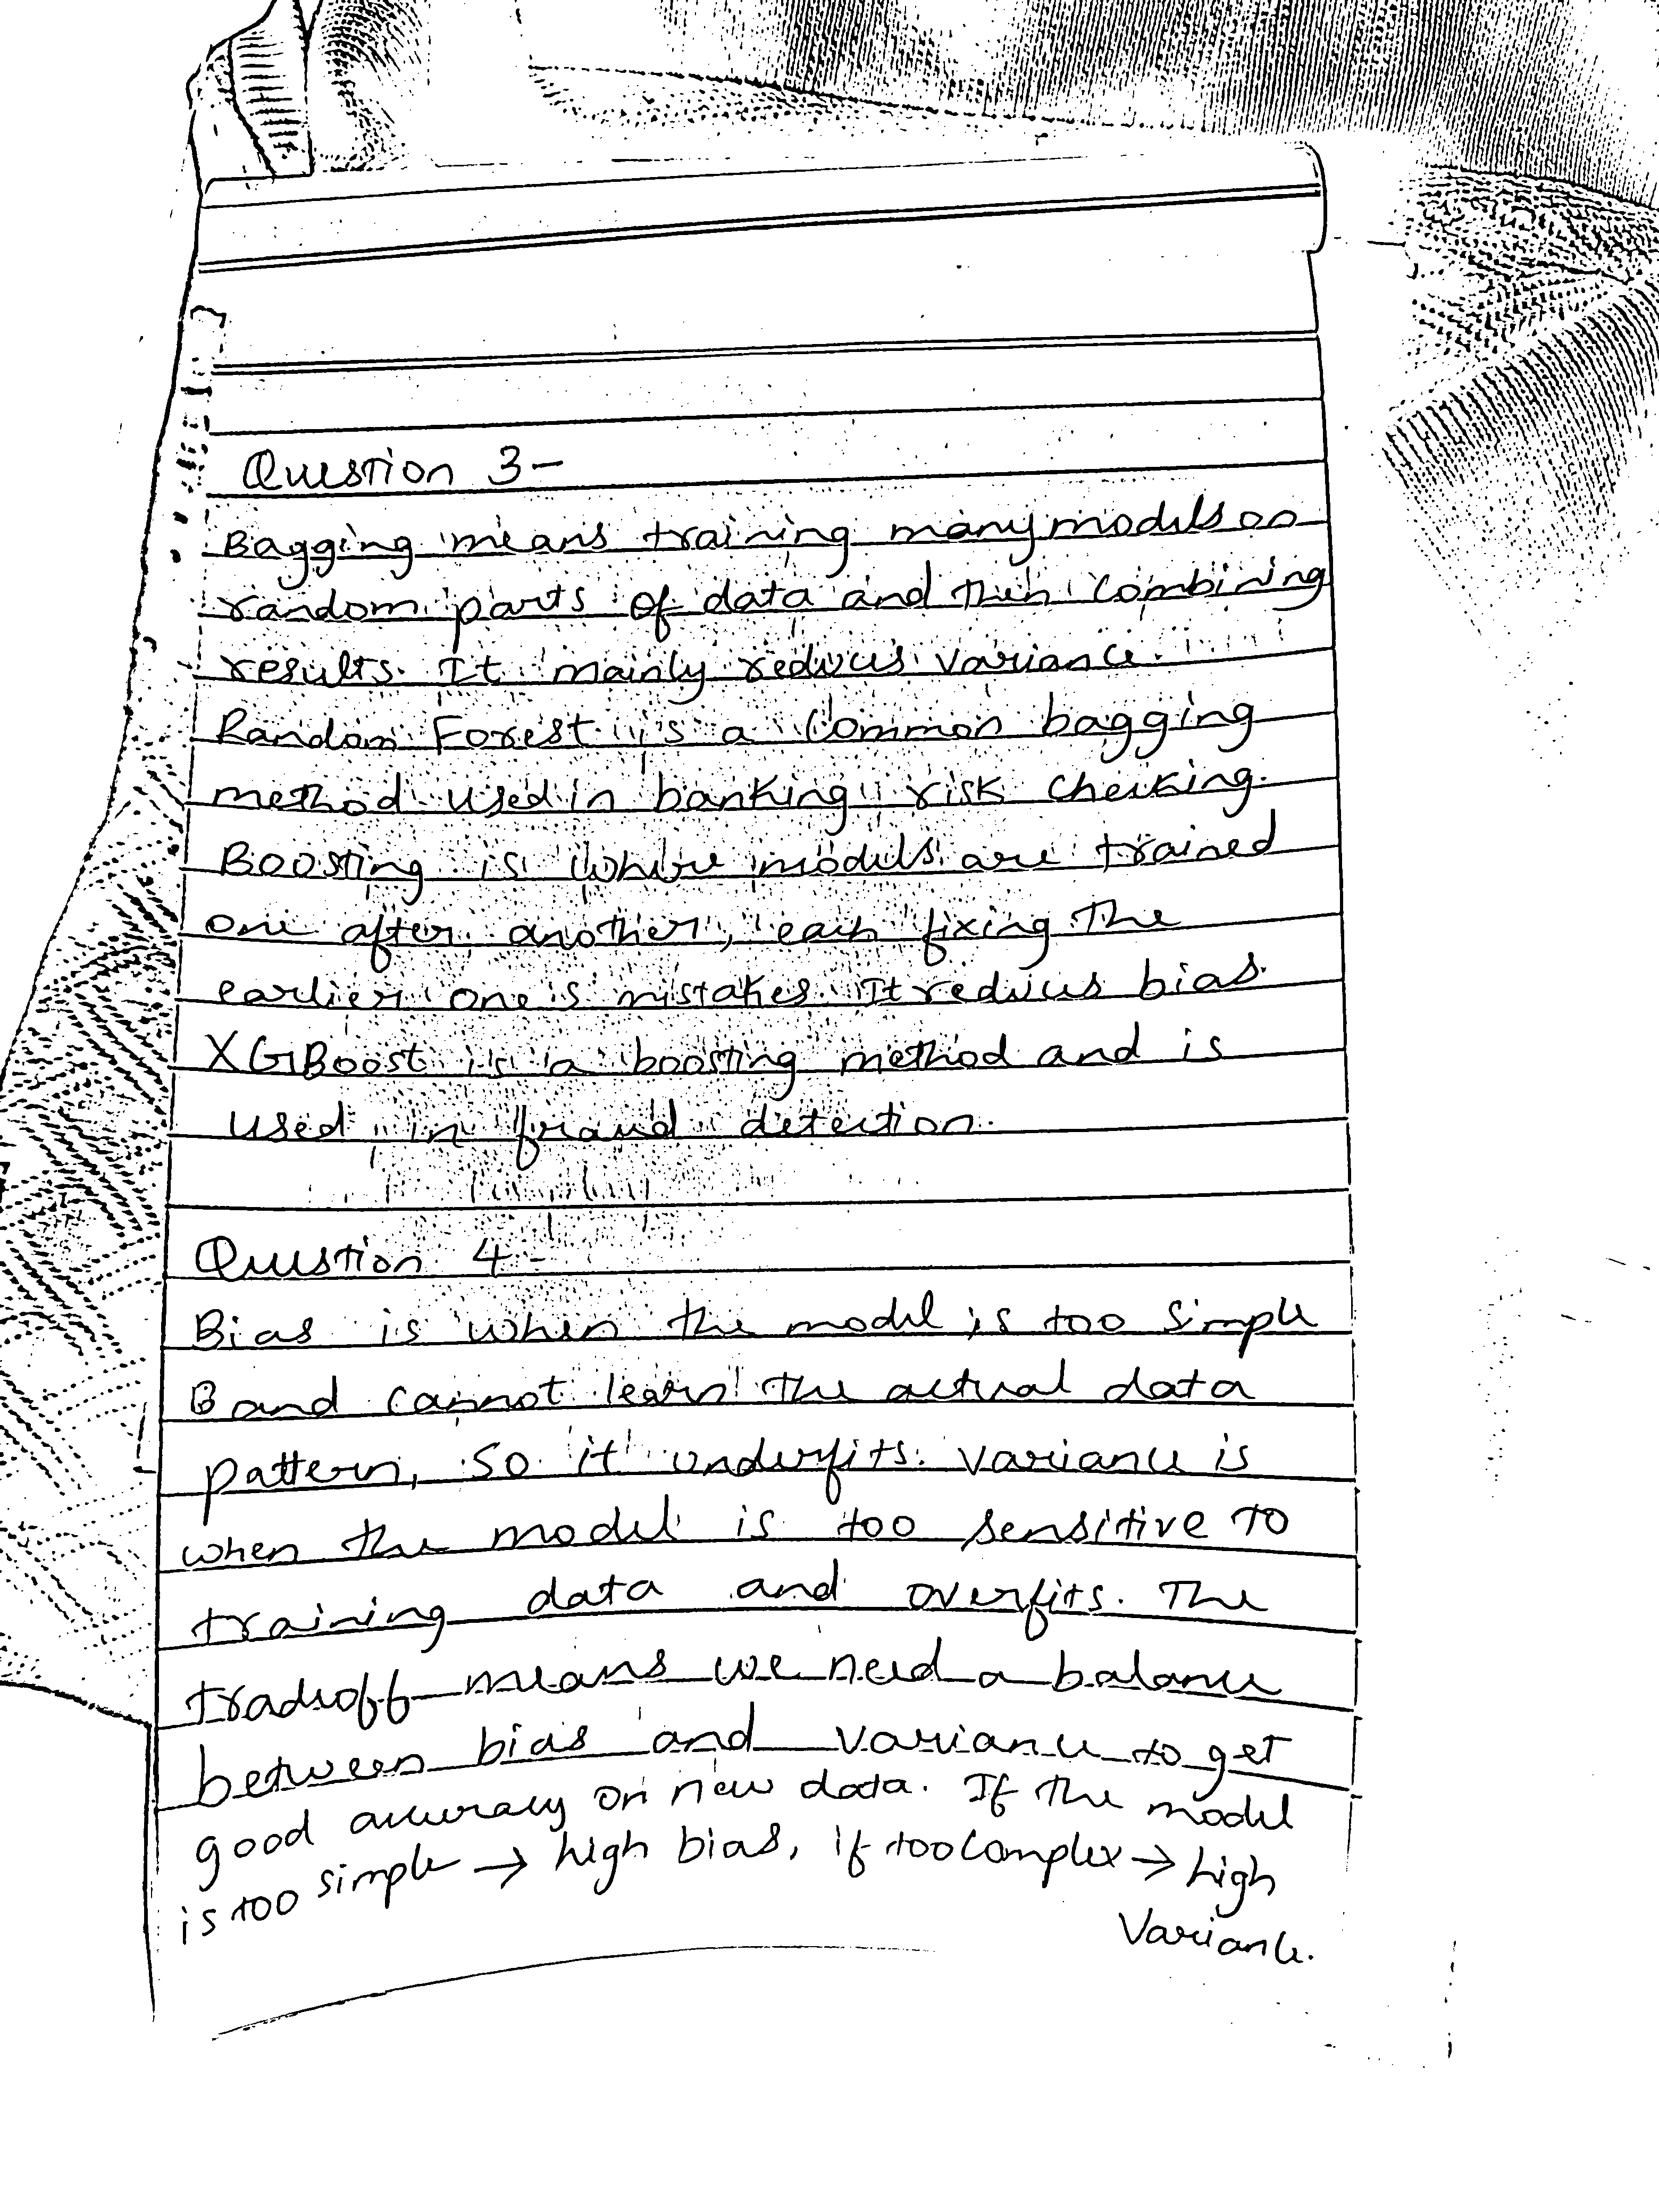 Question 3-
Bagging means training many models on
random parts of data and then combining
results. It mainly reduces variance.
Random Forest is a common bagging
method used in banking risk checking.
Boosting is where models are trained
one after another, each fixing the
earlier one's mistakes. It reduces bias.
XGBoost is a boosting method and is
used in fraud detection.
Question 4-
Bias is when the model is too simple
B and cannot learn the actual data
pattern, so it underfits. Variance is
when the model is too sensitive to
training data and overfits. The
tradeoff means we need a balance
between bias and variance to get
good accuracy on new data. If the model
is too simple → high bias, if too complex → high
Variance.